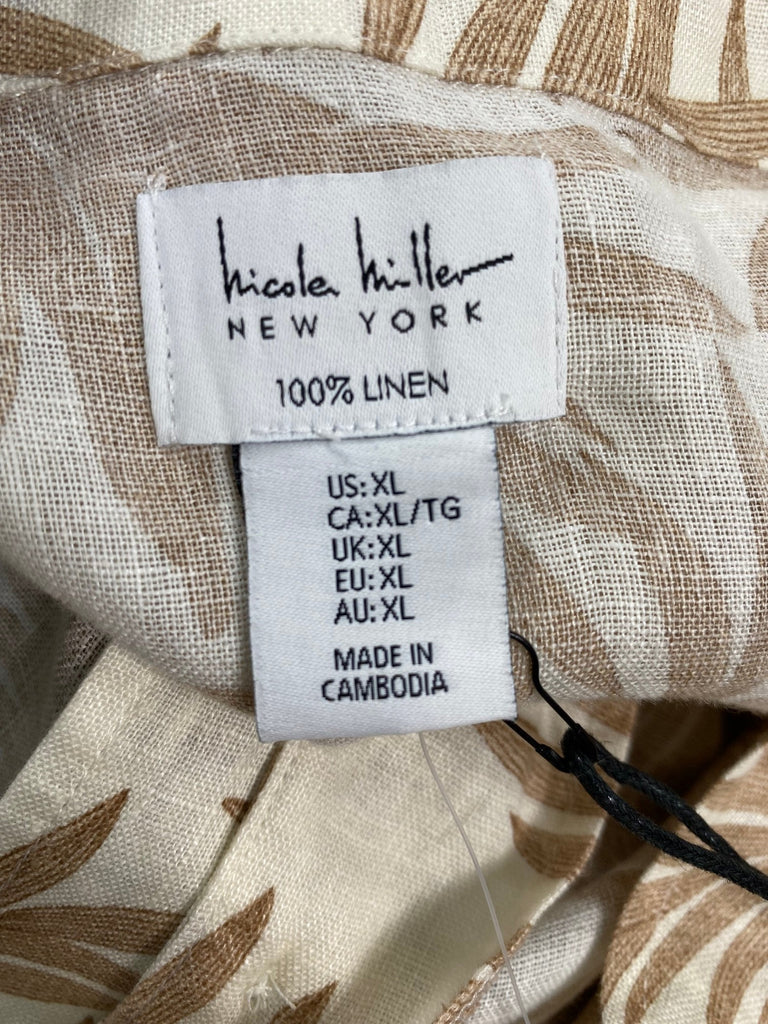 Nicole Miller
NEW YORK
100% LINEN
US: XL
CA: XL/TG
UK: XL
EU: XL
AU: XL
MADE IN
CAMBODIA